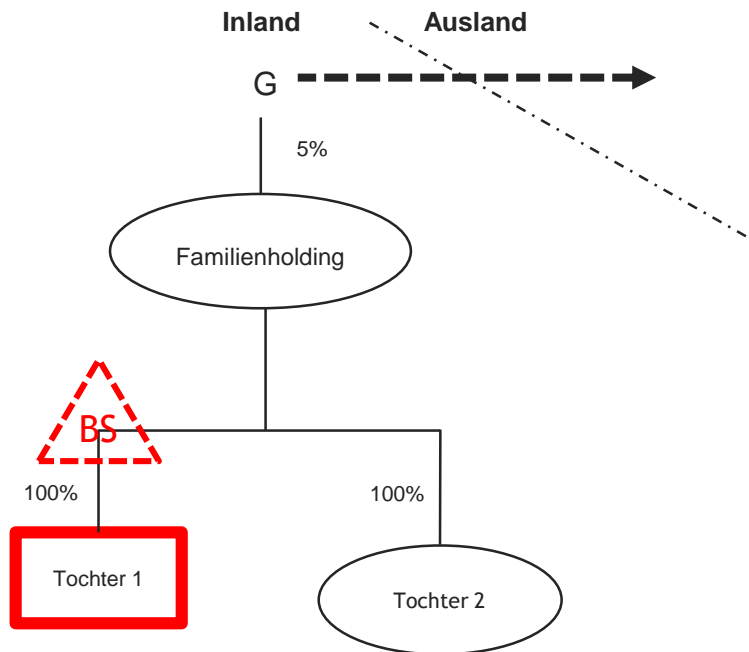 Inland
Ausland
G
5%
Familienholding
BS
100%
100%
Tochter 1
Tochter 2